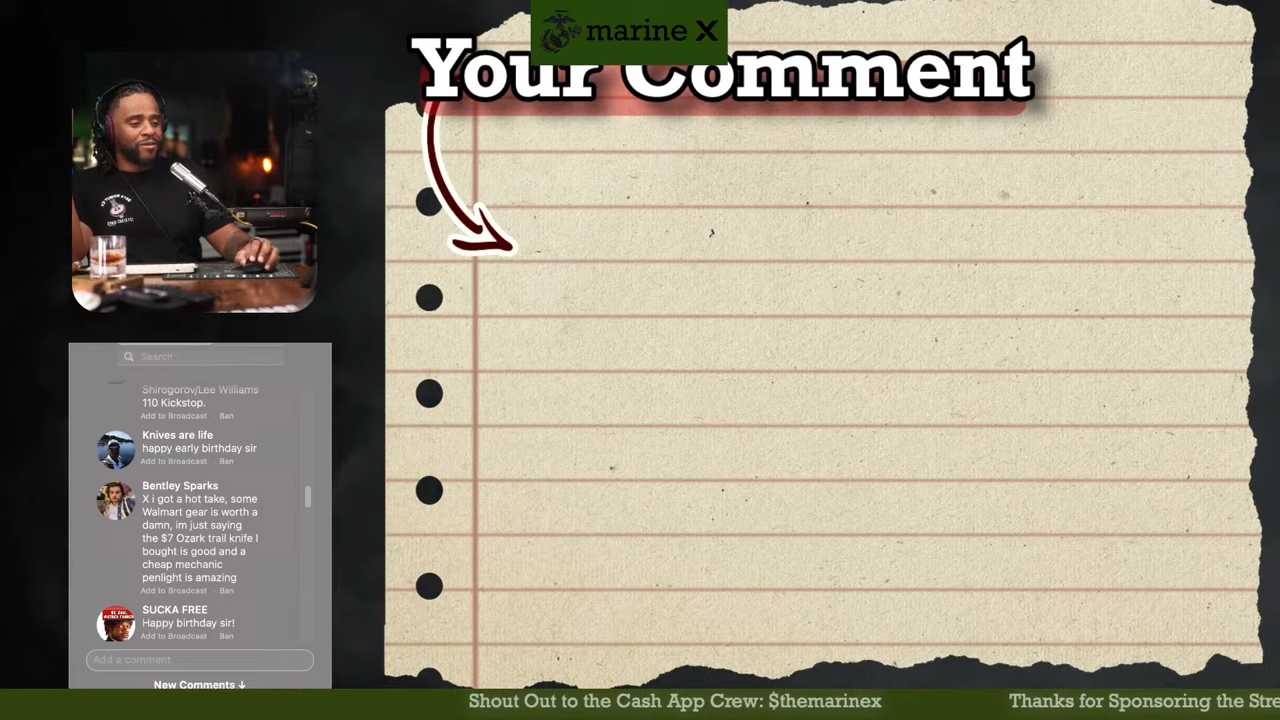 marine X
Your Comment
Search
Shirogorov/Lee Williams
110 Kickstop.
Add to Broadcast · Ban
Knives are life
happy early birthday sir
Add to Broadcast · Ban
Bentley Sparks
X i got a hot take, some
Walmart gear is worth a
damn, im just saying
the $7 Ozark trail knife I
bought is good and a
cheap mechanic
penlight is amazing
Add to Broadcast · Ban
SUCKA FREE
Happy birthday sir!
Add to Broadcast · Ban
Add a comment
New Comments ↓
Shout Out to the Cash App Crew: $themarinex
Thanks for Sponsoring the Stre